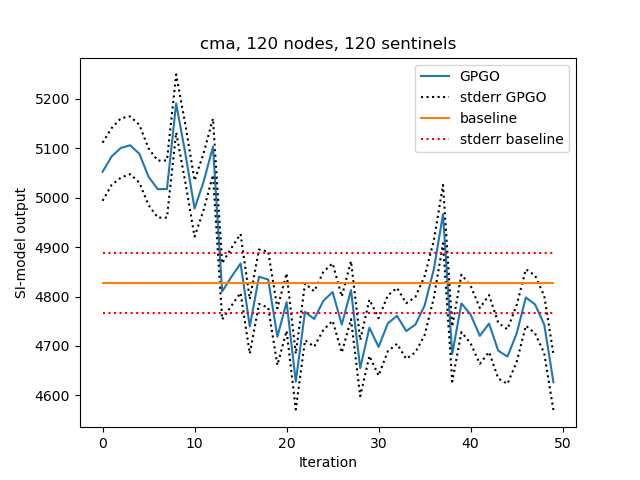 cma, 120 nodes, 120 sentinels
GPGO
stderr GPGO
baseline
stderr baseline
SI-model output
5200
5100
5000
4900
4800
4700
4600
0 10 20 30 40 50
Iteration